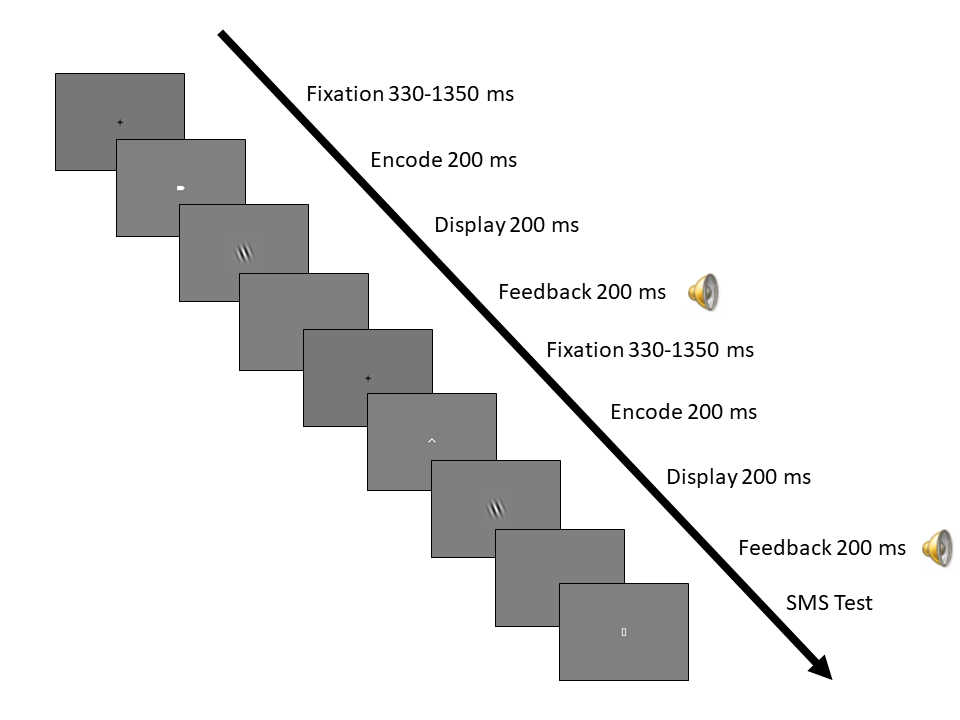 Fixation 330-1350 ms
Encode 200 ms
Display 200 ms
Feedback 200 ms
Fixation 330-1350 ms
Encode 200 ms
Display 200 ms
Feedback 200 ms
SMS Test